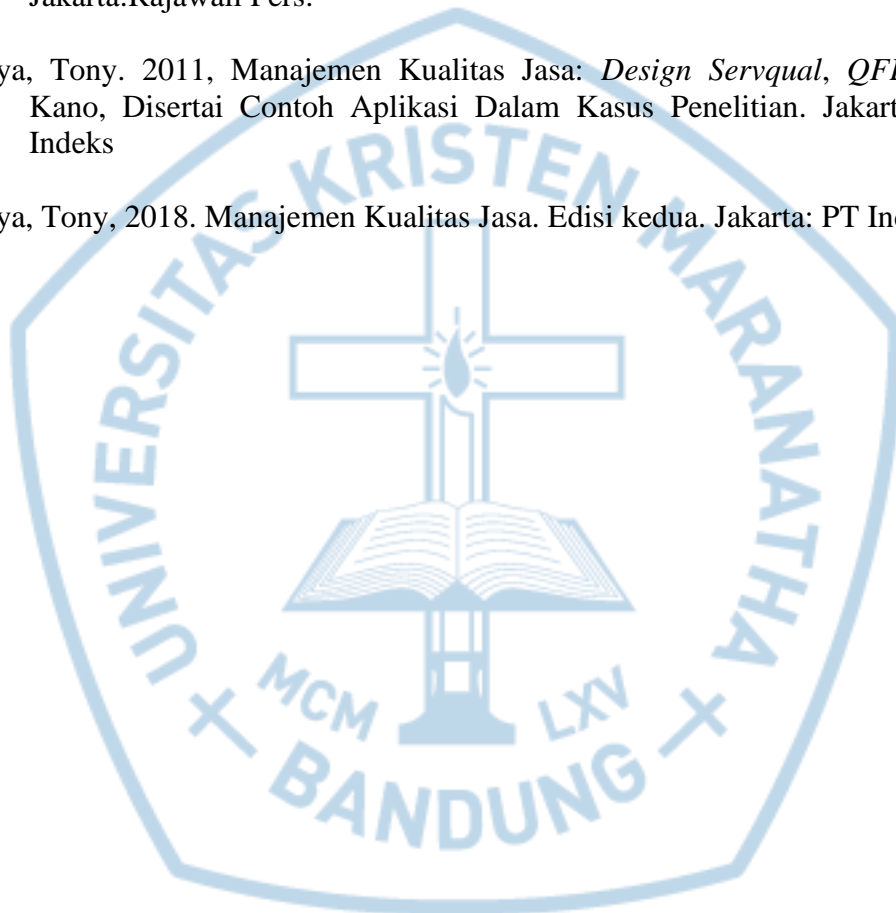 Jakarta:Rajawali Pers.
ya, Tony. 2011, Manajemen Kualitas Jasa: Design Servqual, QF
Kano, Disertai Contoh Aplikasi Dalam Kasus Penelitian. Jakart
Indeks
ya, Tony, 2018. Manajemen Kualitas Jasa. Edisi kedua. Jakarta: PT In
UNIVERSITAS KRISTEN MARANATHA
MCM LXV
BANDUNG